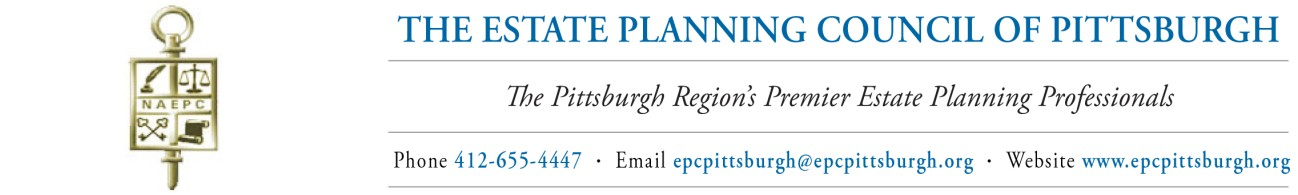 NAEPC
THE ESTATE PLANNING COUNCIL OF PITTSBURGH
The Pittsburgh Region's Premier Estate Planning Professionals
Phone 412-655-4447 · Email epcpittsburgh@epcpittsburgh.org · Website www.epcpittsburgh.org